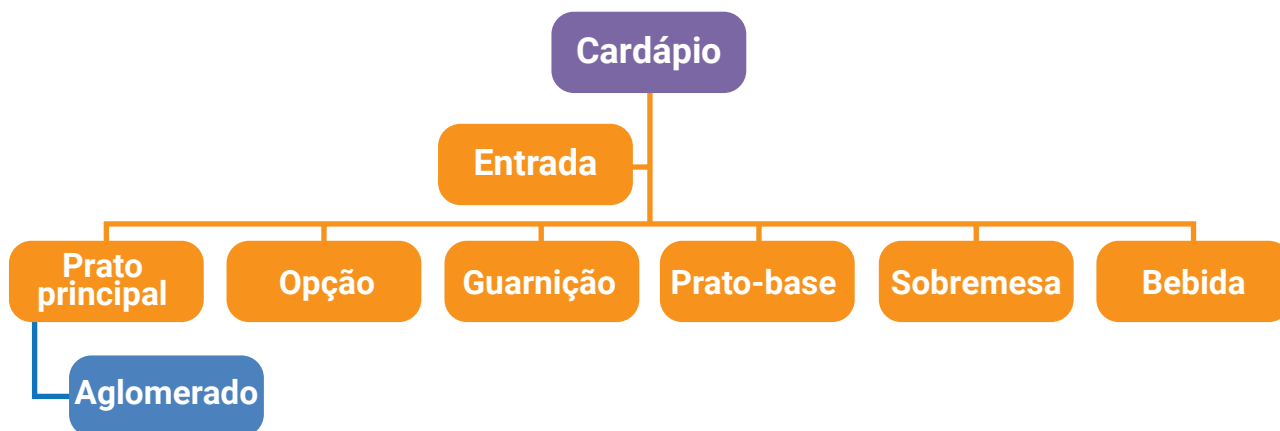 Cardápio
Entrada
Prato
principal
Opção
Guarnição
Prato-base
Sobremesa
Bebida
Aglomerado